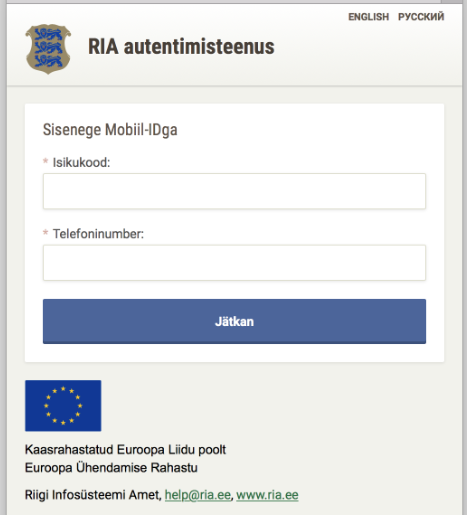 ENGLISH РУССКИЙ
RIA autentimisteenus
Sisenege Mobiil-IDga
* Isikukood:
* Telefoninumber:
Jätkan
Kaasrahastatud Euroopa Liidu poolt
Euroopa Ühendamise Rahastu
Riigi Infosüsteemi Amet, help@ria.ee, www.ria.ee